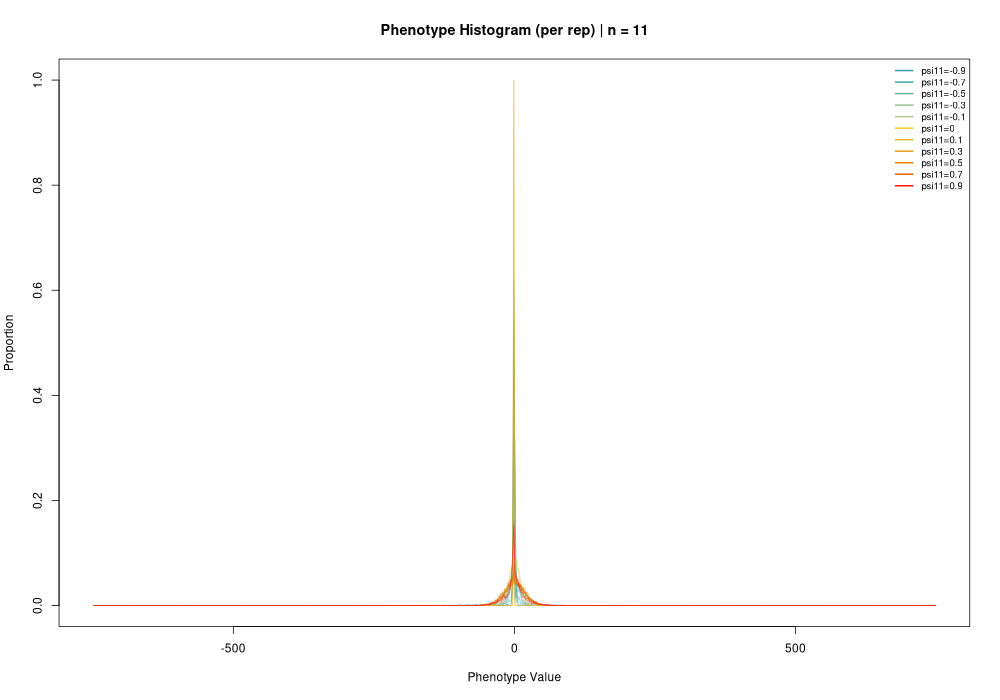 Phenotype Histogram (per rep) | n = 11
psi11=-0.9
psi11=-0.7
psi11=-0.5
psi11=-0.3
psi11=-0.1
psi11=0
psi11=0.1
psi11=0.3
psi11=0.5
psi11=0.7
psi11=0.9
Proportion
1.0
0.8
0.6
0.4
0.2
0.0
-500
0
500
Phenotype Value